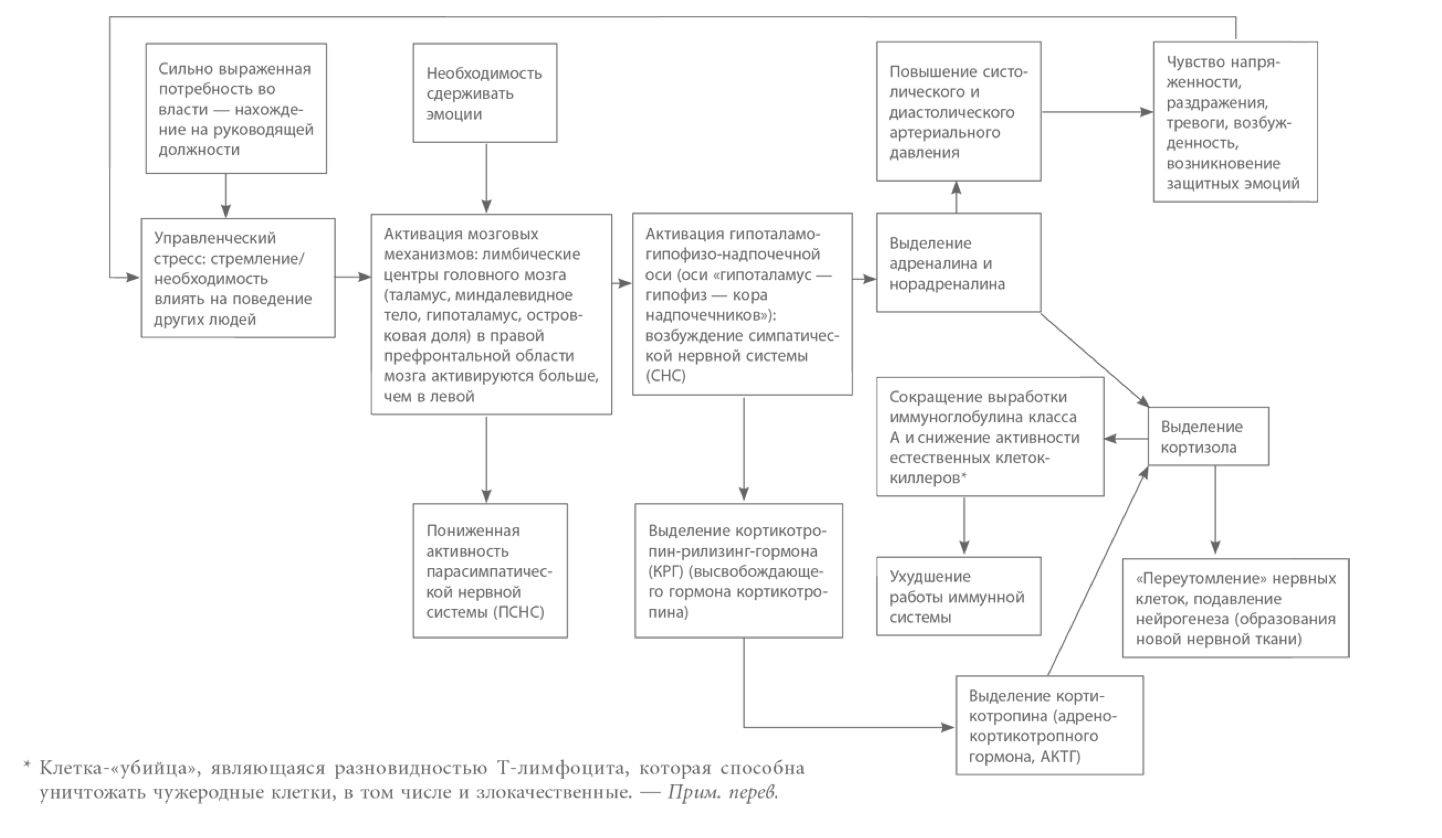 Сильно выраженная
потребность во
власти — нахожде-
ние на руководящей
должности
Необходимость
сдерживать
эмоции
Повышение систо-
лического и
диастолического
артериального
давления
Чувство напря-
женности,
раздражения,
тревоги, возбуж-
денность,
возникновение
защитных эмоций
Управленческий
стресс: стремление/
необходимость
влиять на поведение
других людей
Активация мозговых
механизмов: лимбические
центры головного мозга
(таламус, миндалевидное
тело, гипоталамус, остров-
ковая доля) в правой
префронтальной области
мозга активируются больше,
чем в левой
Активация гипоталамо-
гипофизо-надпочечной
оси (оси «гипоталамус —
гипофиз — кора
надпочечников»):
возбуждение симпатичес-
кой нервной системы
(СНС)
Выделение
адреналина и
норадреналина
Сокращение выработки
иммуноглобулина класса
А и снижение активности
естественных клеток-
киллеров*
Выделение
кортизола
Пониженная
активность
парасимпатичес-
кой нервной
системы (ПСНС)
Выделение кортикотро-
пин-рилизинг-гормона
(КРГ) (высвобождающе-
го гормона кортикотро-
пина)
Ухудшение
работы иммунной
системы
«Переутомление» нервных
клеток, подавление
нейрогенеза (образования
новой нервной ткани)
Выделение корти-
котропина (адрено-
кортикотропного
гормона, АКТГ)
* Клетка-«убийца», являющаяся разновидностью Т-лимфоцита, которая способна
уничтожать чужеродные клетки, в том числе и злокачественные. — Прим. перев.